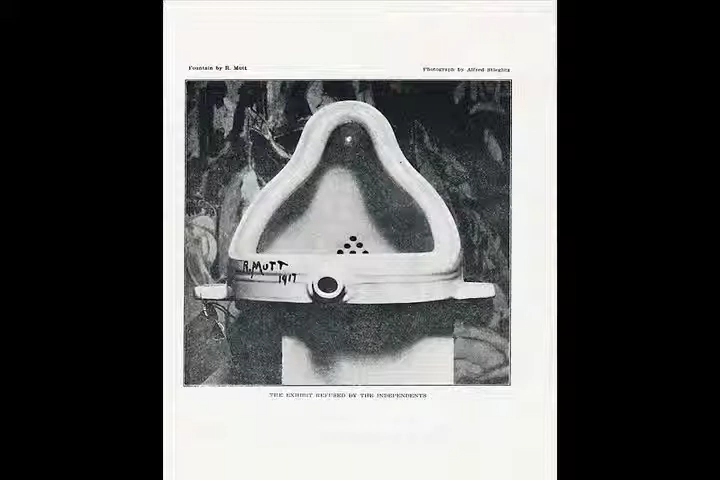 Fountain by R. Mutt
Photograph by Alfred Stieglitz
R. MUTT
1917
THE EXHIBIT REFUSED BY THE INDEPENDENTS